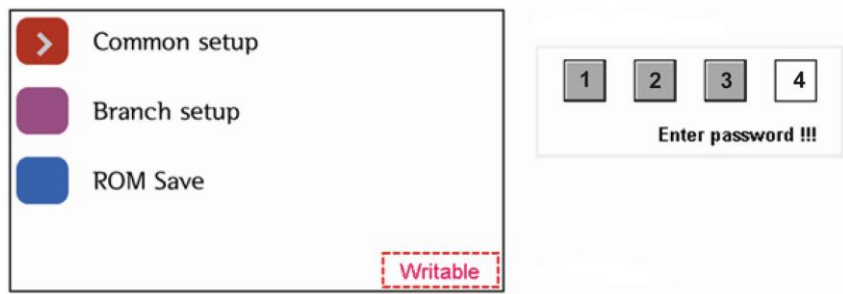 Common setup
Branch setup
ROM Save
Writable
1 2 3 4
Enter password !!!